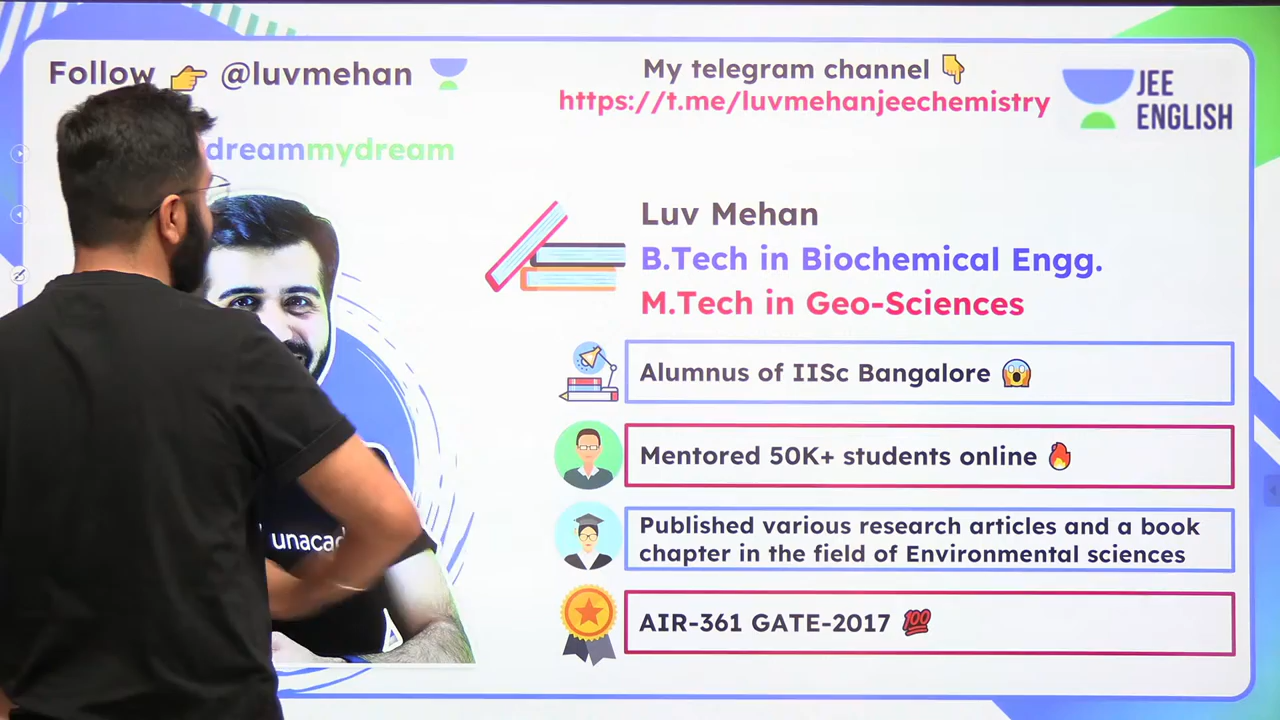 Follow 👉 @luvmehan
My telegram channel 👇
https://t.me/luvmehanjeechemistry
JEE
ENGLISH
dreammydream
Luv Mehan
B.Tech in Biochemical Engg.
M.Tech in Geo-Sciences
Alumnus of IISc Bangalore 😱
Mentored 50K+ students online 🔥
Published various research articles and a book
chapter in the field of Environmental sciences
AIR-361 GATE-2017 💯
unacad